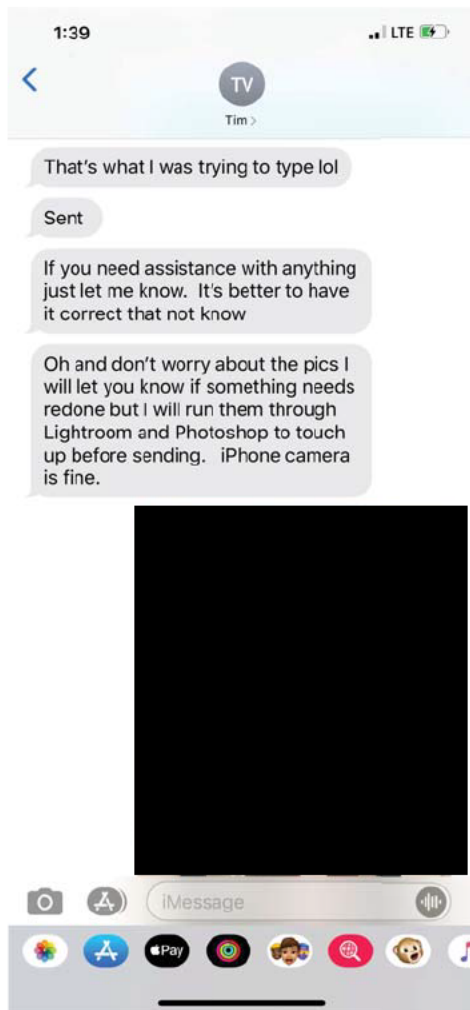 1:39
LTE
TV
Tim >
That's what I was trying to type lol
Sent
If you need assistance with anything
just let me know.  It's better to have
it correct that not know
Oh and don't worry about the pics I
will let you know if something needs
redone but I will run them through
Lightroom and Photoshop to touch
up before sending.   iPhone camera
is fine.
iMessage
Pay